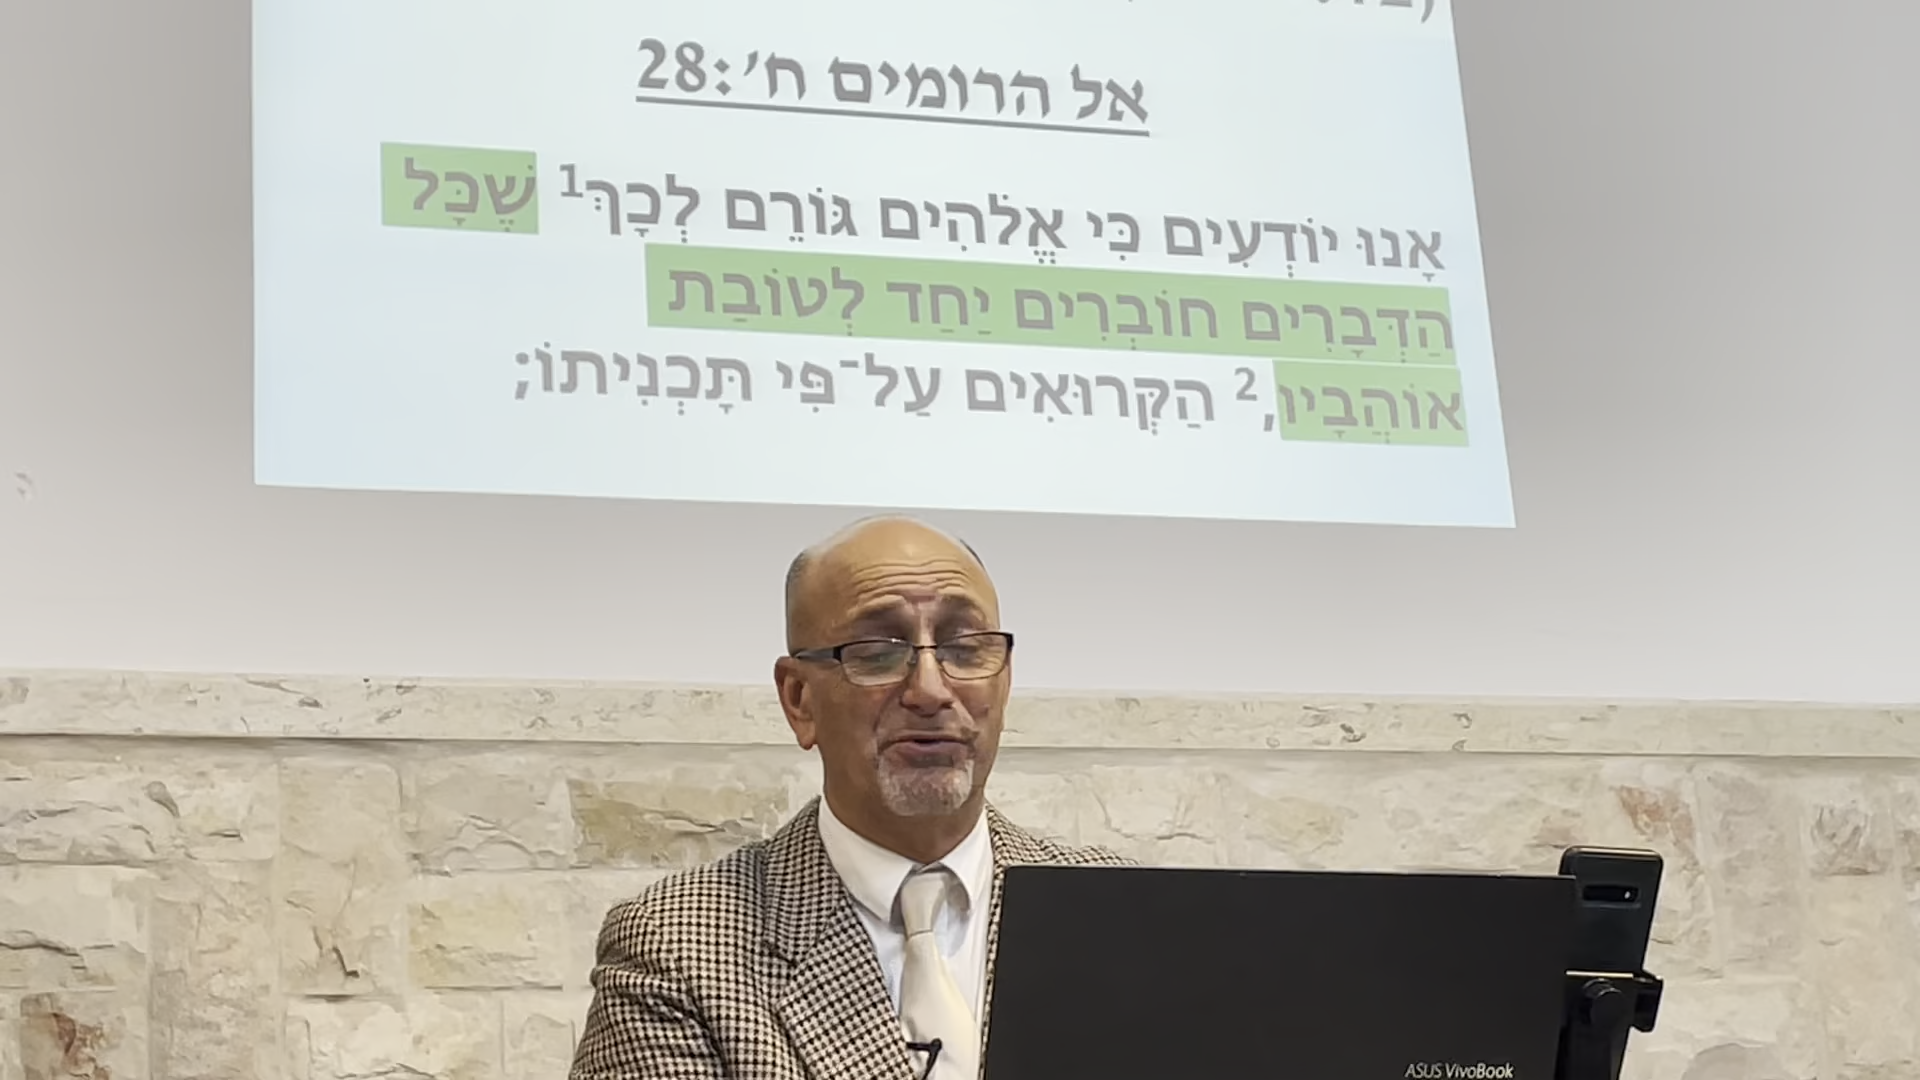 אל הרומים ח׳:28
אָנוּ יוֹדְעִים כִּי אֱלֹהִים גּוֹרֵם לְכָךְ1 שֶׁכָּל
הַדְּבָרִים חוֹבְרִים יַחַד לְטוֹבַת
אוֹהֲבָיו,2 הַקְּרוּאִים עַל־פִּי תָּכְנִיתוֹ;
ASUS VivoBook